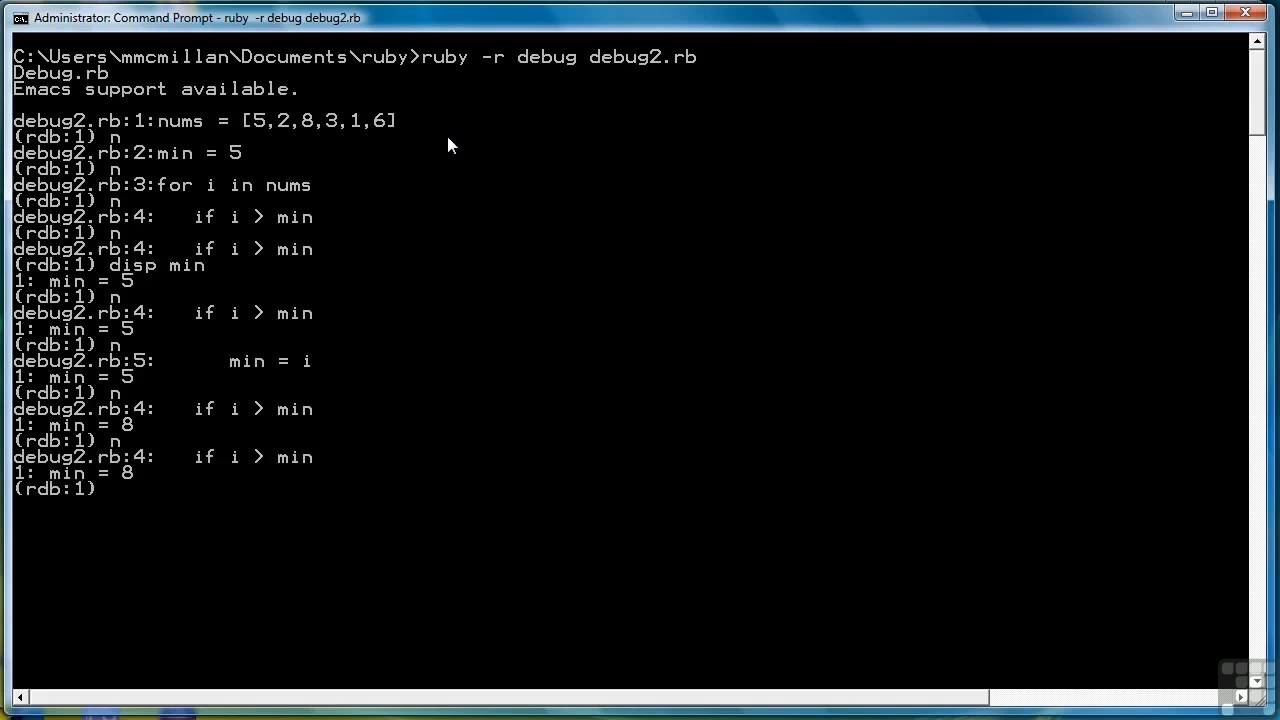 Administrator: Command Prompt - ruby -r debug debug2.rb
C:\Users\mmcmillan\Documents\ruby>ruby -r debug debug2.rb
Debug.rb
Emacs support available.
debug2.rb:1:nums = [5,2,8,3,1,6]
(rdb:1) n
debug2.rb:2:min = 5
(rdb:1) n
debug2.rb:3:for i in nums
(rdb:1) n
debug2.rb:4:   if i > min
(rdb:1) n
debug2.rb:4:   if i > min
(rdb:1) disp min
1: min = 5
(rdb:1) n
debug2.rb:4:   if i > min
1: min = 5
(rdb:1) n
debug2.rb:5:      min = i
1: min = 5
(rdb:1) n
debug2.rb:4:   if i > min
1: min = 8
(rdb:1) n
debug2.rb:4:   if i > min
1: min = 8
(rdb:1)